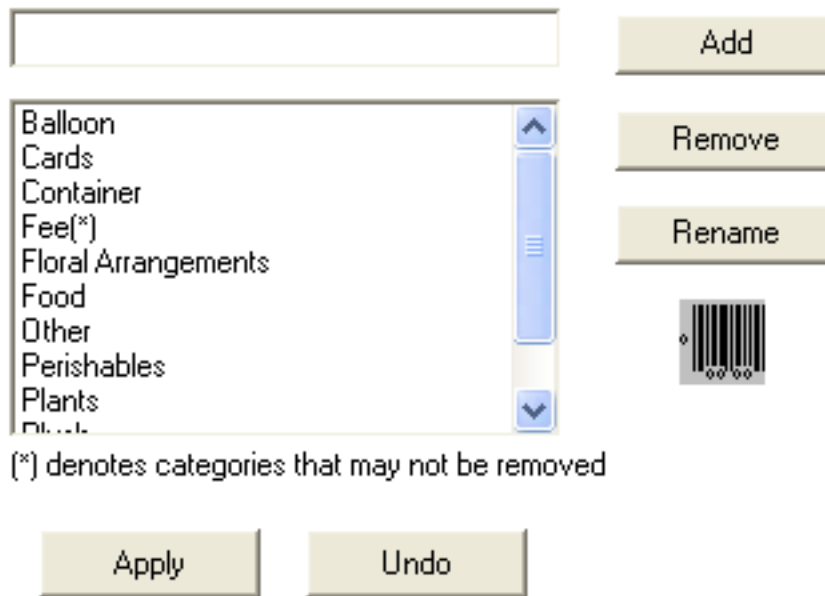 Add
Balloon
Cards
Container
Fee(*)
Floral Arrangements
Food
Other
Perishables
Plants
Remove
Rename
(*) denotes categories that may not be removed
Apply
Undo